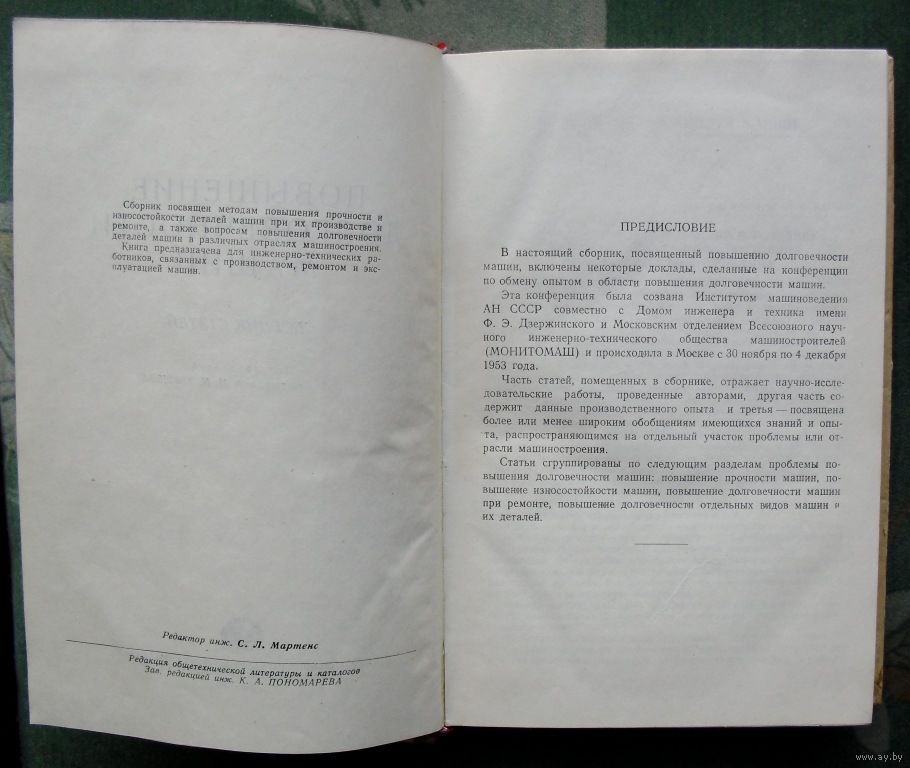 Сборник посвящен методам повышения прочности и
износостойкости деталей машин при их производстве и
ремонте, а также вопросам повышения долговечности
деталей машин в различных отраслях машиностроения.
Книга предназначена для инженерно-технических ра-
ботников, связанных с производством, ремонтом и экс-
плуатацией машин.
Редактор инж. С. Л. Мартенс
Редакция общетехнической литературы и каталогов
Зав. редакцией инж. К. А. ПОНОМАРЕВА
ПРЕДИСЛОВИЕ
В настоящий сборник, посвященный повышению долговечности
машин, включены некоторые доклады, сделанные на конференции
по обмену опытом в области повышения долговечности машин.
Эта конференция была созвана Институтом машиноведения
АН СССР совместно с Домом инженера и техника имени
Ф. Э. Дзержинского и Московским отделением Всесоюзного науч-
ного инженерно-технического общества машиностроителей
(МОНИТОМАШ) и происходила в Москве с 30 ноября по 4 декабря
1953 года.
Часть статей, помещенных в сборнике, отражает научно-иссле-
довательские работы, проведенные авторами, другая часть со-
держит данные производственного опыта и третья — посвящена
более или менее широким обобщениям имеющихся знаний и опы-
та, распространяющимся на отдельный участок проблемы или от-
расли машиностроения.
Статьи сгруппированы по следующим разделам проблемы по-
вышения долговечности машин: повышение прочности машин, по-
вышение износостойкости машин, повышение долговечности машин
при ремонте, повышение долговечности отдельных видов машин и
их деталей.
www.ay.by